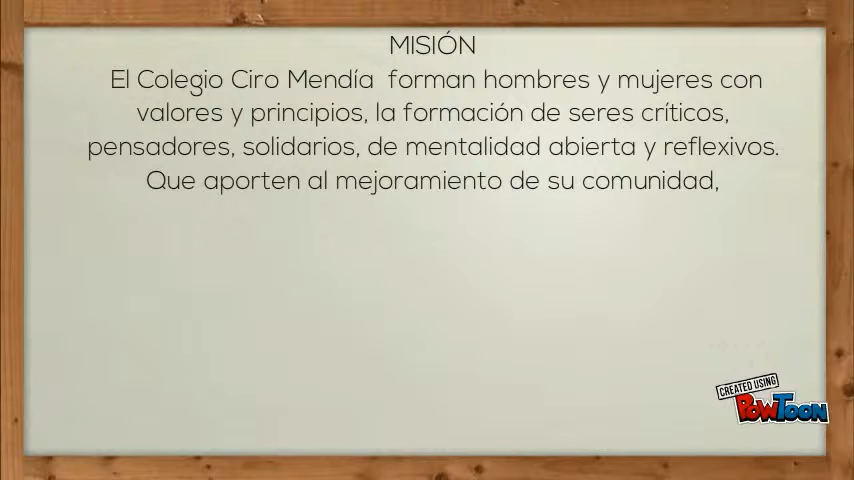 MISIÓN
El Colegio Ciro Mendía forman hombres y mujeres con
valores y principios, la formación de seres críticos,
pensadores, solidarios, de mentalidad abierta y reflexivos.
Que aporten al mejoramiento de su comunidad,
CREATED USING
POWTOON